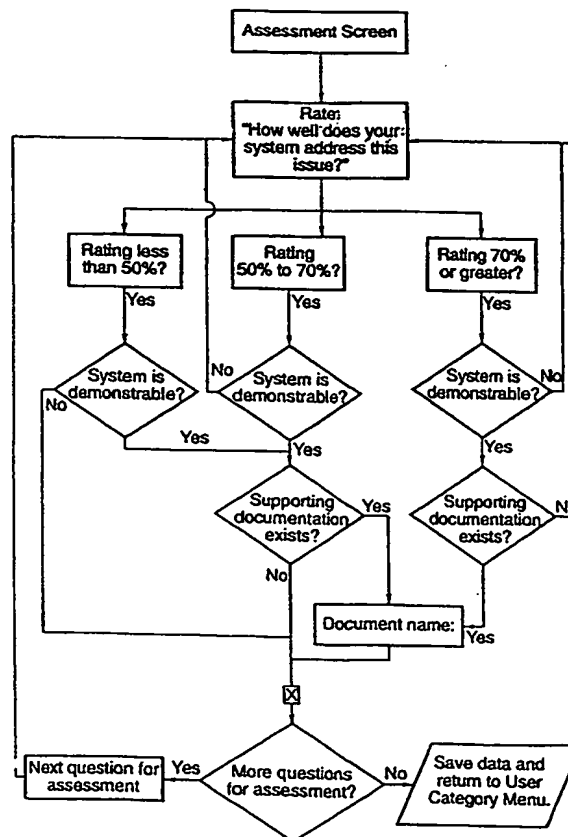 Assessment Screen
Rate:
"How well does your
system address this
issue?"
Rating less
than 50%?
Rating
50% to 70%?
Rating 70%
or greater?
Yes
Yes
Yes
System is
demonstrable?
No
No
System is
demonstrable?
System is
demonstrable?
No
Yes
Yes
Yes
Supporting
documentation
exists?
Yes
No
Supporting
documentation
exists?
No
Document name:
Yes
X
Next question for
assessment
Yes
More questions
for assessment?
No
Save data and
return to User
Category Menu.